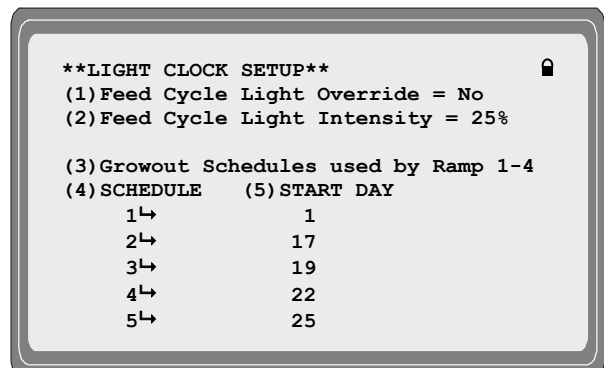 **LIGHT CLOCK SETUP**
(1)Feed Cycle Light Override = No
(2)Feed Cycle Light Intensity = 25%
(3)Growout Schedules used by Ramp 1-4
(4)SCHEDULE (5)START DAY
1↳ 1
2↳ 17
3↳ 19
4↳ 22
5↳ 25